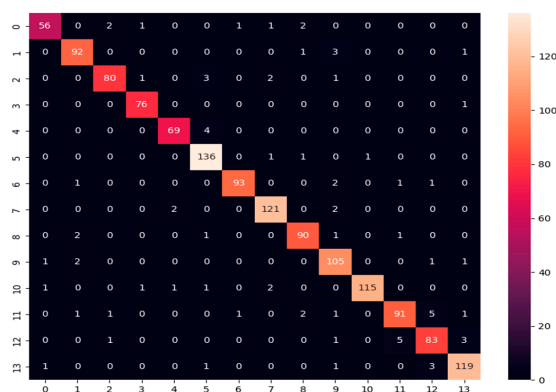 0 56 0 2 1 0 0 1 1 2 0 0 0 0 0
1 0 92 0 0 0 0 0 0 1 3 0 0 0 1
2 0 0 80 1 0 3 0 2 0 1 0 0 0 0
3 0 0 0 76 0 0 0 0 0 0 0 0 0 1
4 0 0 0 0 69 4 0 0 0 0 0 0 0 0
5 0 0 0 0 0 136 0 1 1 0 1 0 0 0
6 0 1 0 0 0 0 93 0 0 2 0 1 1 0
7 0 0 0 0 2 0 0 121 0 2 0 0 0 0
8 0 2 0 0 0 1 0 0 90 1 0 1 0 0
9 1 2 0 0 0 0 0 0 0 105 0 0 1 1
10 1 0 0 1 1 1 0 2 0 0 115 0 0 0
11 0 1 1 0 0 0 1 0 2 1 0 91 5 1
12 0 0 1 0 0 0 0 0 0 1 0 5 83 3
13 1 0 0 0 0 1 0 0 0 1 0 0 3 119
0 1 2 3 4 5 6 7 8 9 10 11 12 13
120
100
80
60
40
20
0